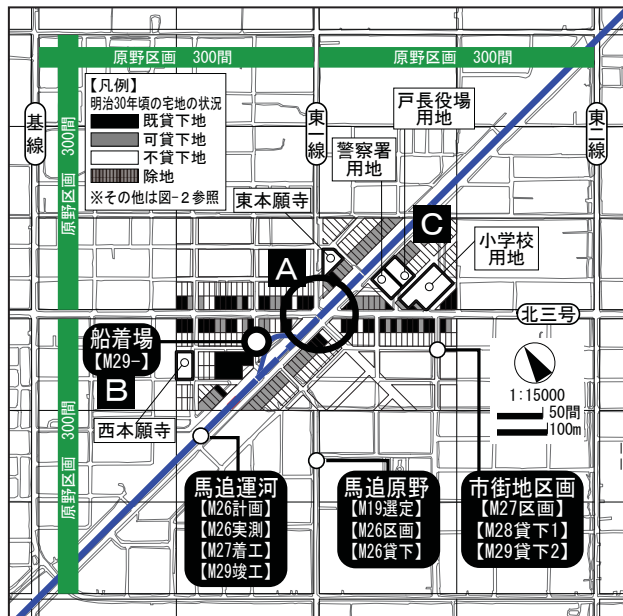 原野区画 300間
原野区画 300間
【凡例】
明治30年頃の宅地の状況
既貸下地
可貸下地
不貸下地
除地
※その他は図-2参照
基線
原野区画 300間
東一線
東二線
戸長役場
用地
警察署
用地
東本願寺
C
小学校
用地
A
北三号
船着場
【M29-】
B
西本願寺
1:15000
50間
100m
原野区画 300間
馬追運河
【M26計画】
【M26実測】
【M27着工】
【M29竣工】
馬追原野
【M19選定】
【M26区画】
【M26貸下】
市街地区画
【M27区画】
【M28貸下1】
【M29貸下2】